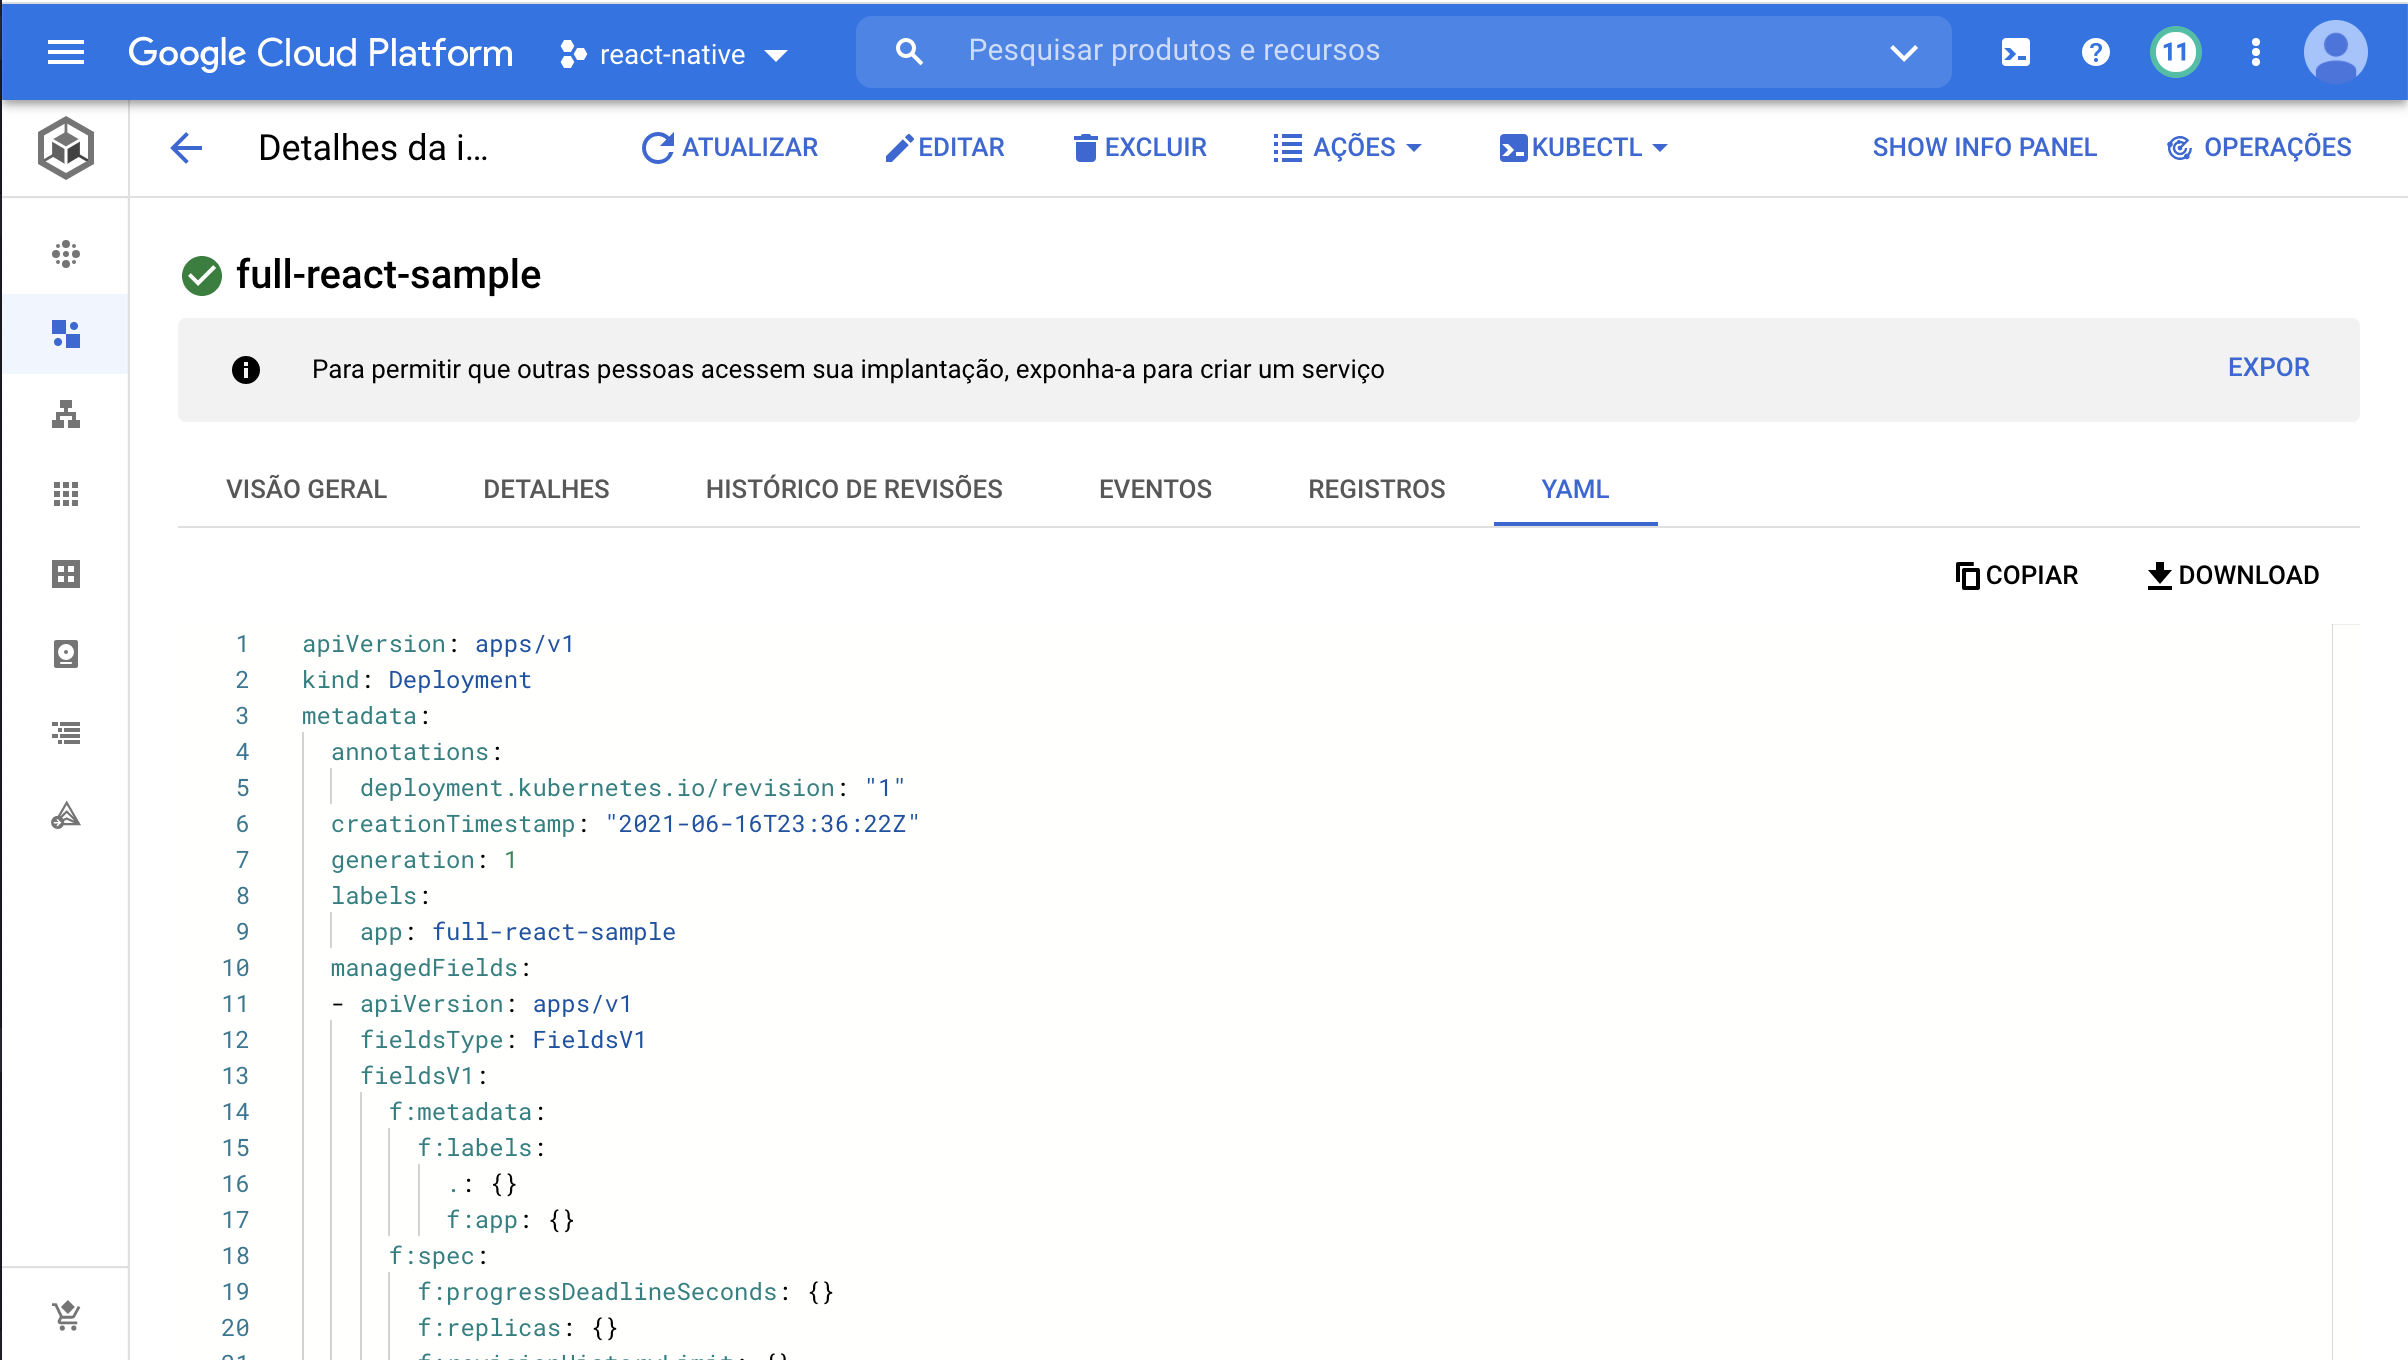 Google Cloud Platform react-native Pesquisar produtos e recursos 11
Detalhes da i... ATUALIZAR EDITAR EXCLUIR AÇÕES KUBECTL SHOW INFO PANEL OPERAÇÕES
full-react-sample
Para permitir que outras pessoas acessem sua implantação, exponha-a para criar um serviço EXPOR
VISÃO GERAL DETALHES HISTÓRICO DE REVISÕES EVENTOS REGISTROS YAML
COPIAR DOWNLOAD
1 apiVersion: apps/v1
2 kind: Deployment
3 metadata:
4 annotations:
5 deployment.kubernetes.io/revision: "1"
6 creationTimestamp: "2021-06-16T23:36:22Z"
7 generation: 1
8 labels:
9 app: full-react-sample
10 managedFields:
11 - apiVersion: apps/v1
12 fieldsType: FieldsV1
13 fieldsV1:
14 f:metadata:
15 f:labels:
16 .: {}
17 f:app: {}
18 f:spec:
19 f:progressDeadlineSeconds: {}
20 f:replicas: {}
21 f:revisionHistoryLimit: {}